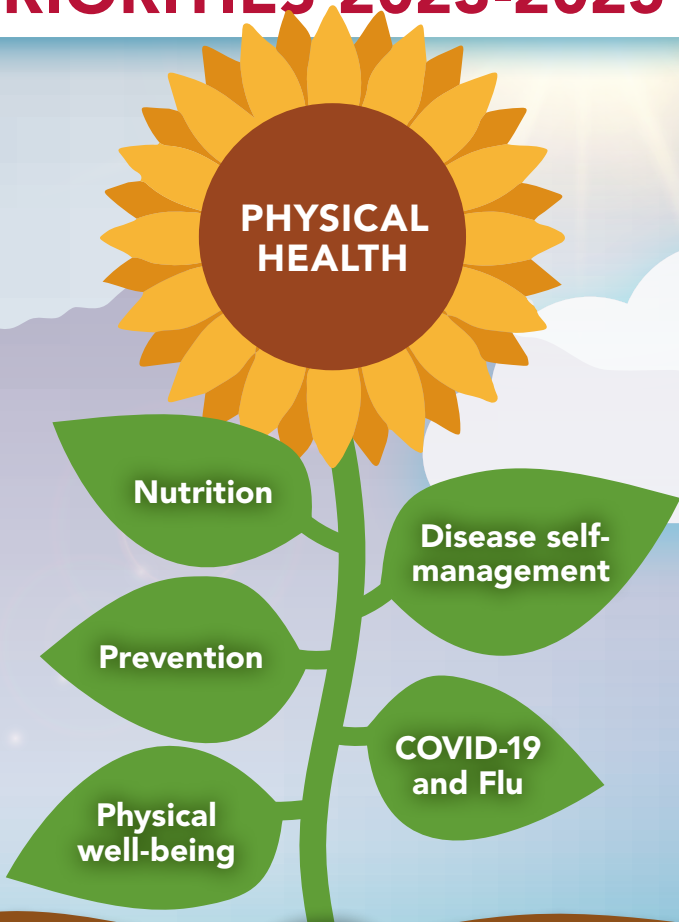 PHYSICAL
HEALTH
Nutrition
Disease self-
management
Prevention
COVID-19
and Flu
Physical
well-being